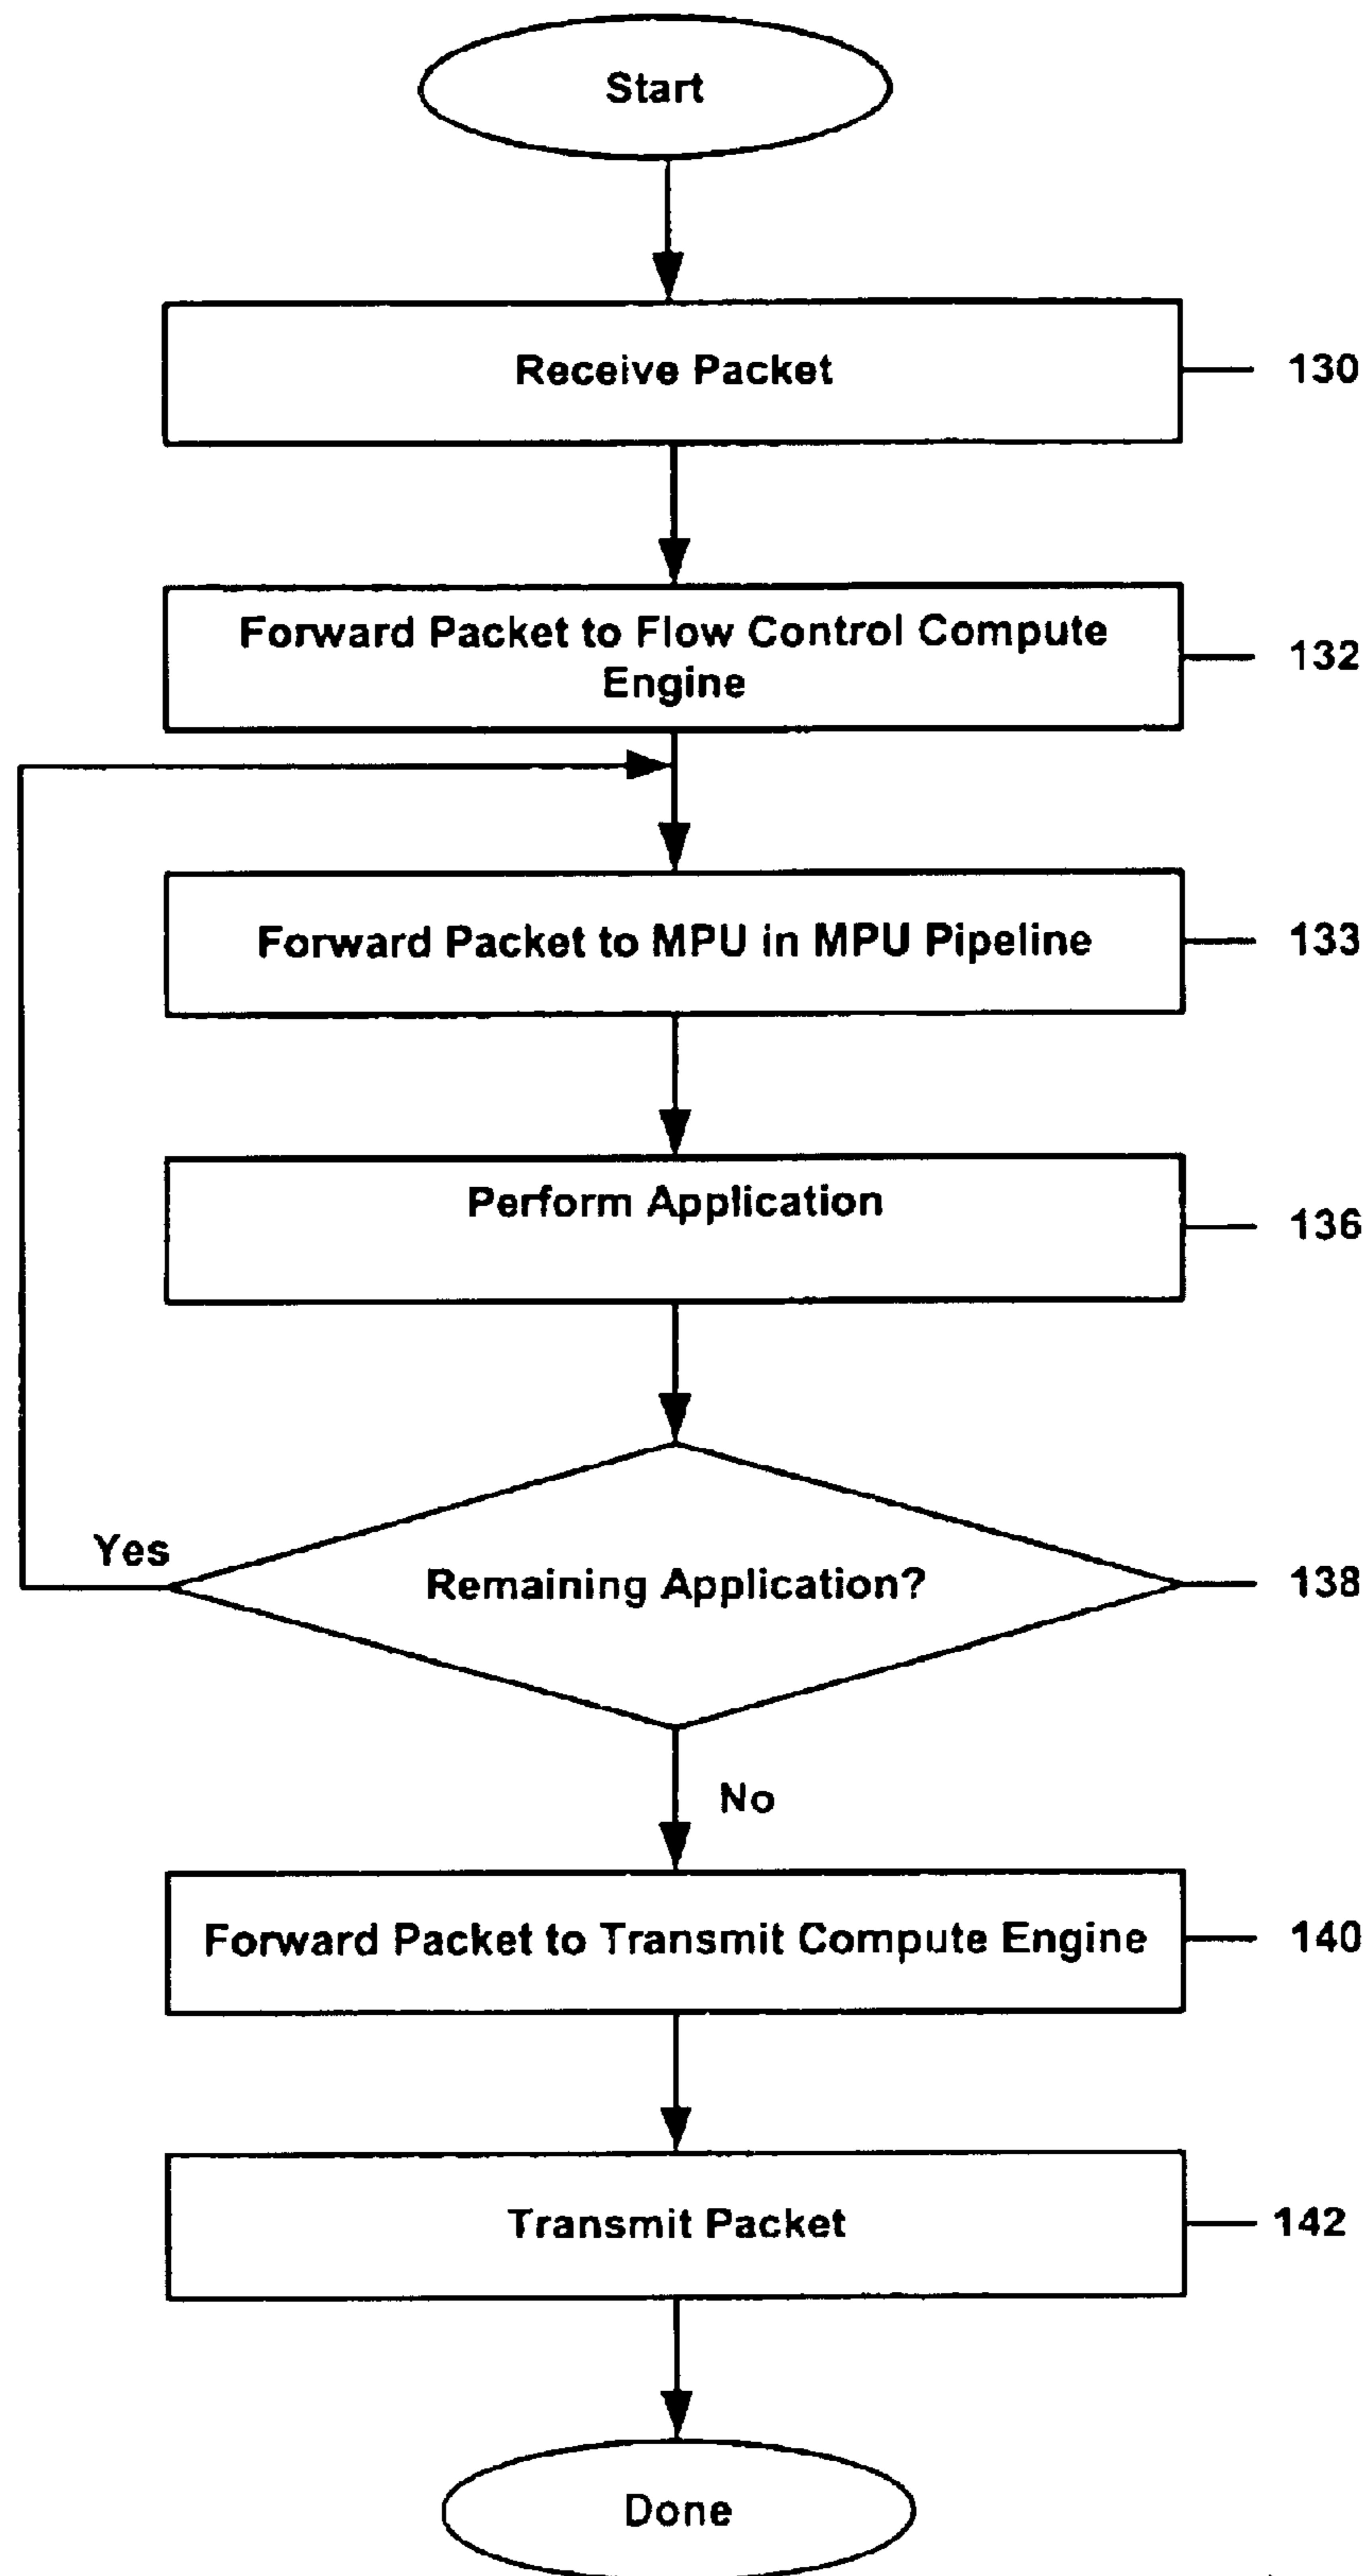 Start
Receive Packet
130
Forward Packet to Flow Control Compute
Engine
132
Forward Packet to MPU in MPU Pipeline
133
Perform Application
136
Yes
Remaining Application?
138
No
Forward Packet to Transmit Compute Engine
140
Transmit Packet
142
Done